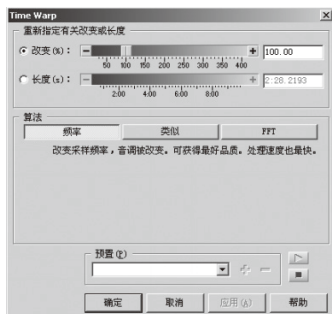 Time Warp
重新指定有关改变或长度
改变(%): 100.00
50 100 150 200 250 300 350 400
长度(s): 2:28.2193
2:00 4:00 6:00 8:00
算法
频率 类似 FFT
改变采样频率，音调被改变。可获得最好品质。处理速度也最快。
预置(P)
确定 取消 应用(A) 帮助